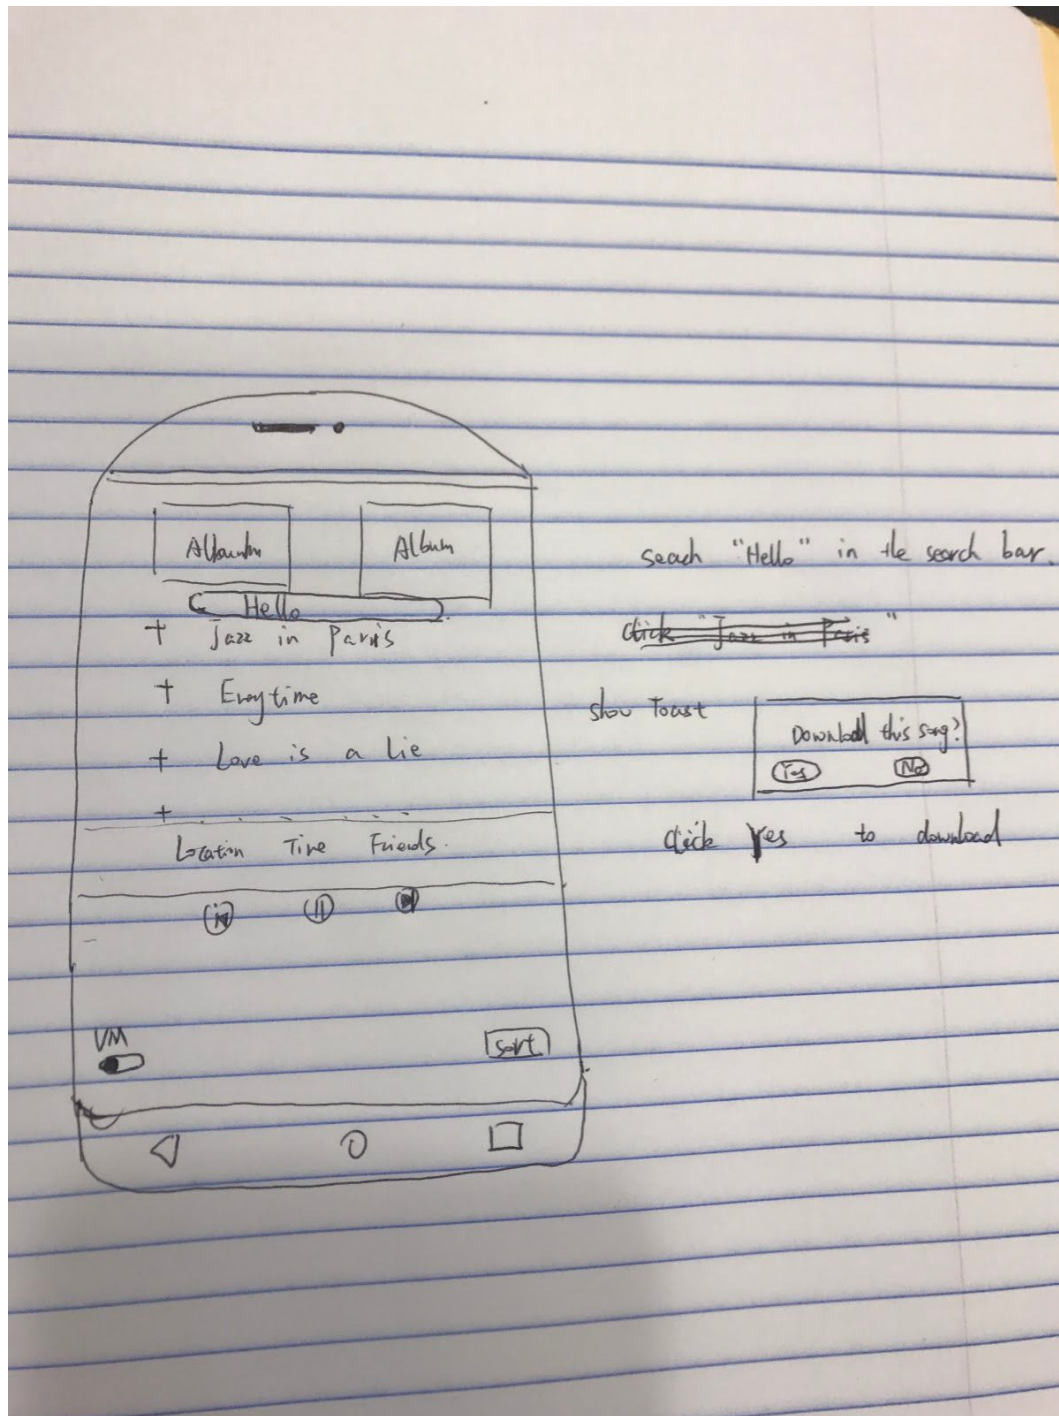 Album
Album
Hello
+ Jazz in Paris
+ Everytime
+ Love is a Lie
+ . . . . . .
Location Time Friends.
VM
Sort
seach "Hello" in the search bar.
click "Jazz in Paris"
show Toast
Download this song?
Yes No
click Yes to download